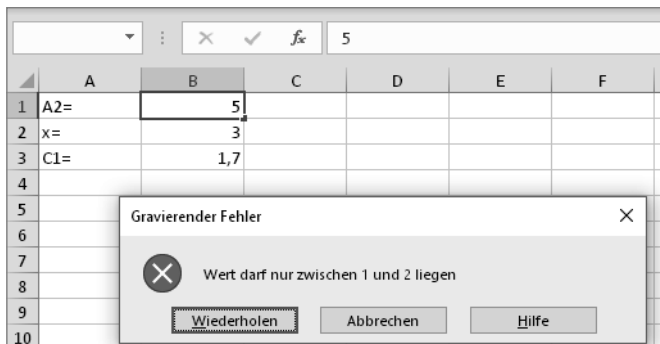 fx 5
A B C D E F
1 A2= 5
2 x= 3
3 C1= 1,7
4
5
6
7
8
9
10
Gravierender Fehler
Wert darf nur zwischen 1 und 2 liegen
Wiederholen Abbrechen Hilfe